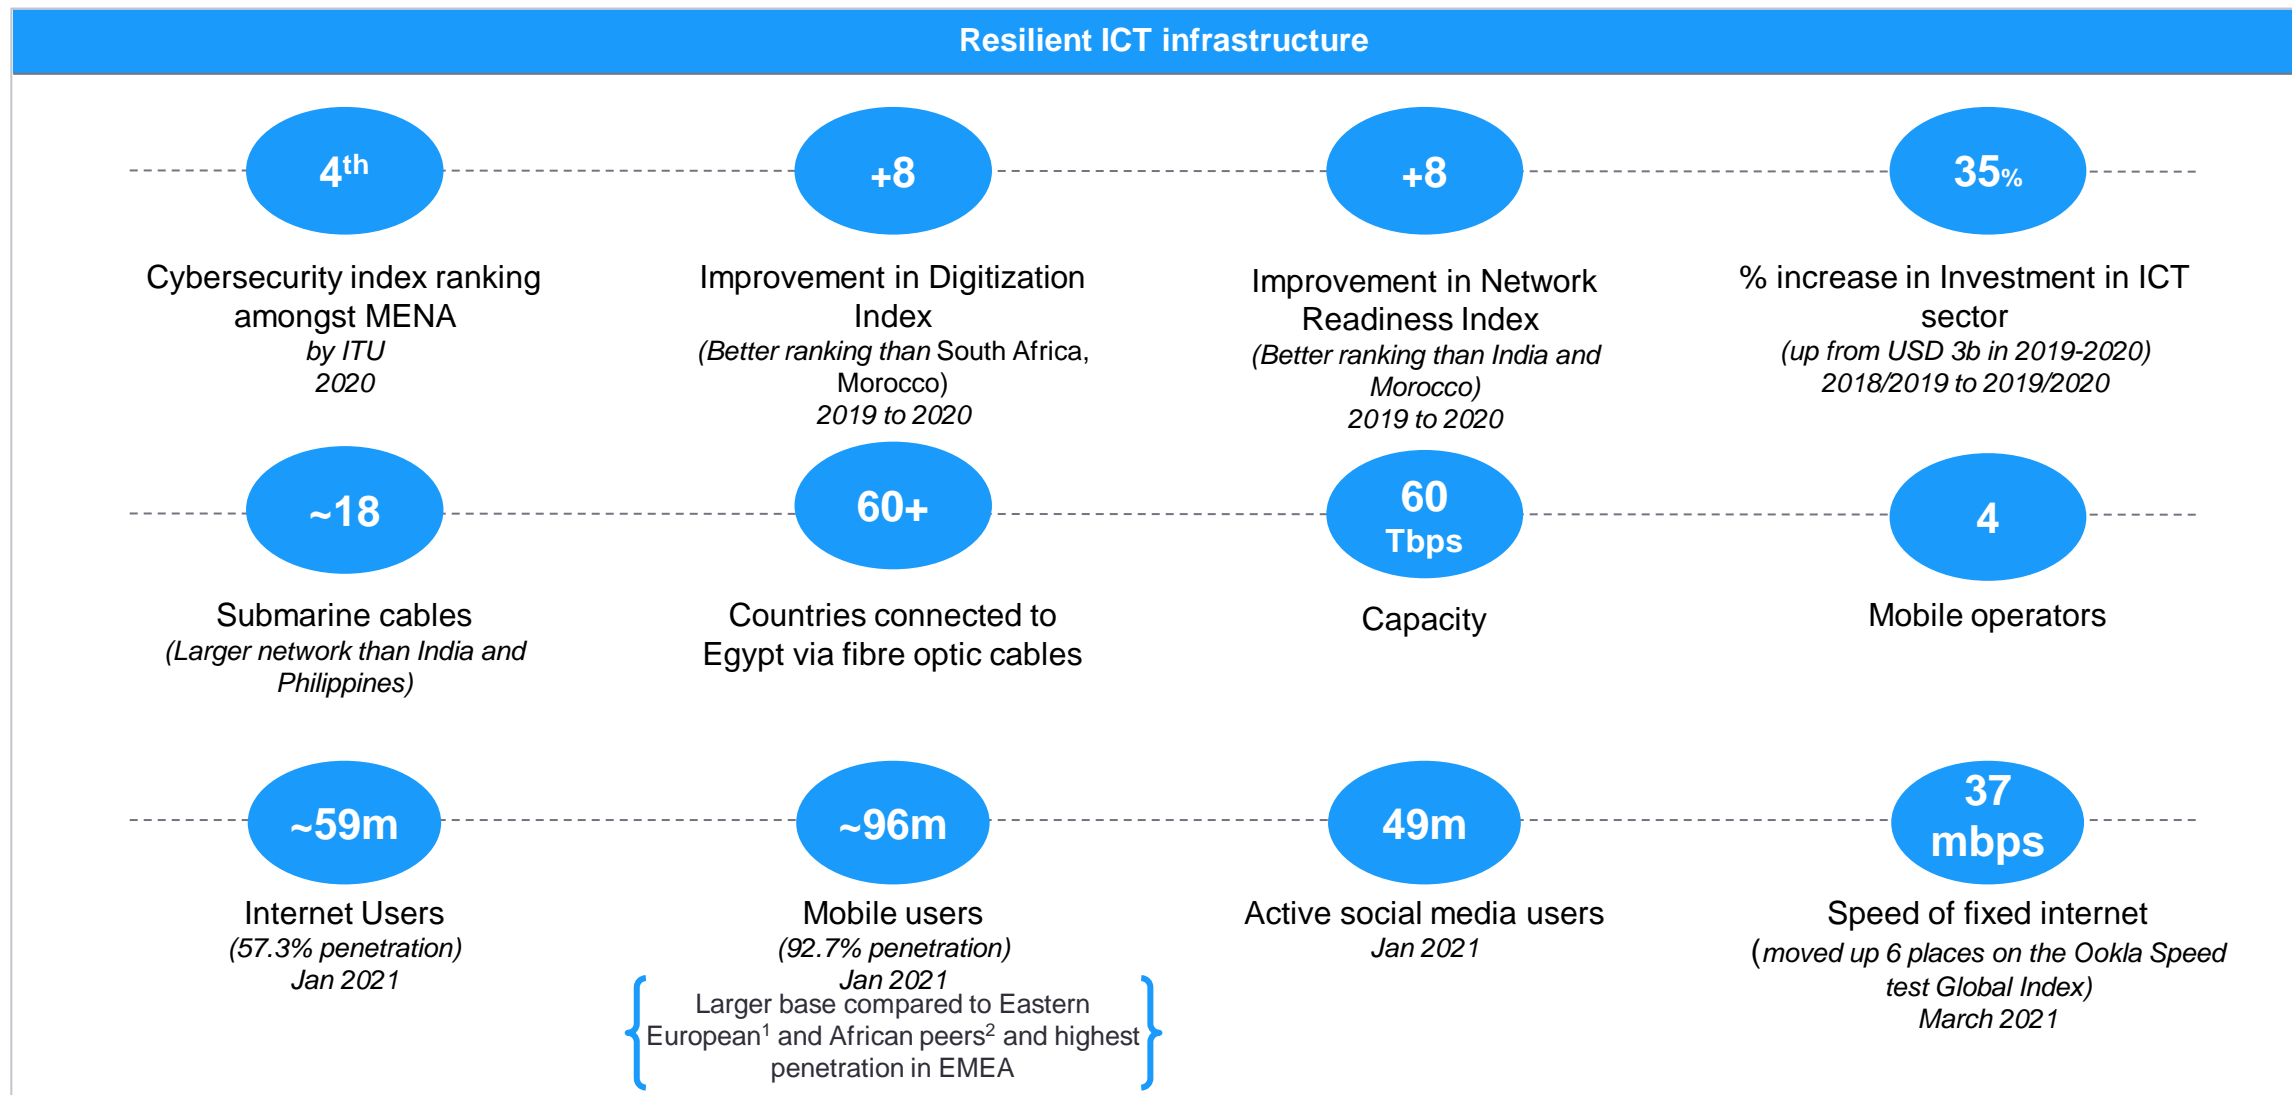 Resilient ICT infrastructure
4th
+8
+8
35%
Cybersecurity index ranking
amongst MENA
by ITU
2020
Improvement in Digitization
Index
(Better ranking than South Africa,
Morocco)
2019 to 2020
Improvement in Network
Readiness Index
(Better ranking than India and
Morocco)
2019 to 2020
% increase in Investment in ICT
sector
(up from USD 3b in 2019-2020)
2018/2019 to 2019/2020
~18
60+
60
Tbps
4
Submarine cables
(Larger network than India and
Philippines)
Countries connected to
Egypt via fibre optic cables
Capacity
Mobile operators
~59m
~96m
49m
37
mbps
Internet Users
(57.3% penetration)
Jan 2021
Mobile users
(92.7% penetration)
Jan 2021
Larger base compared to Eastern
European1 and African peers2 and highest
penetration in EMEA
Active social media users
Jan 2021
Speed of fixed internet
(moved up 6 places on the Ookla Speed
test Global Index)
March 2021